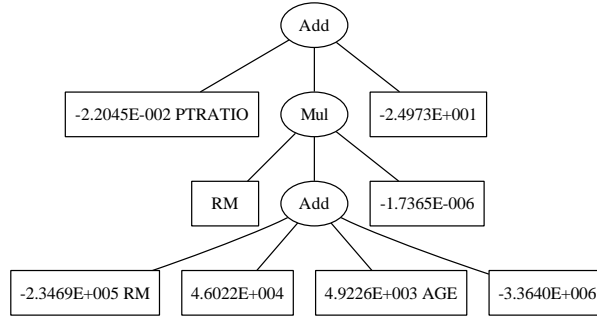 Add
-2.2045E-002 PTRATIO Mul -2.4973E+001
RM Add -1.7365E-006
-2.3469E+005 RM 4.6022E+004 4.9226E+003 AGE -3.3640E+006